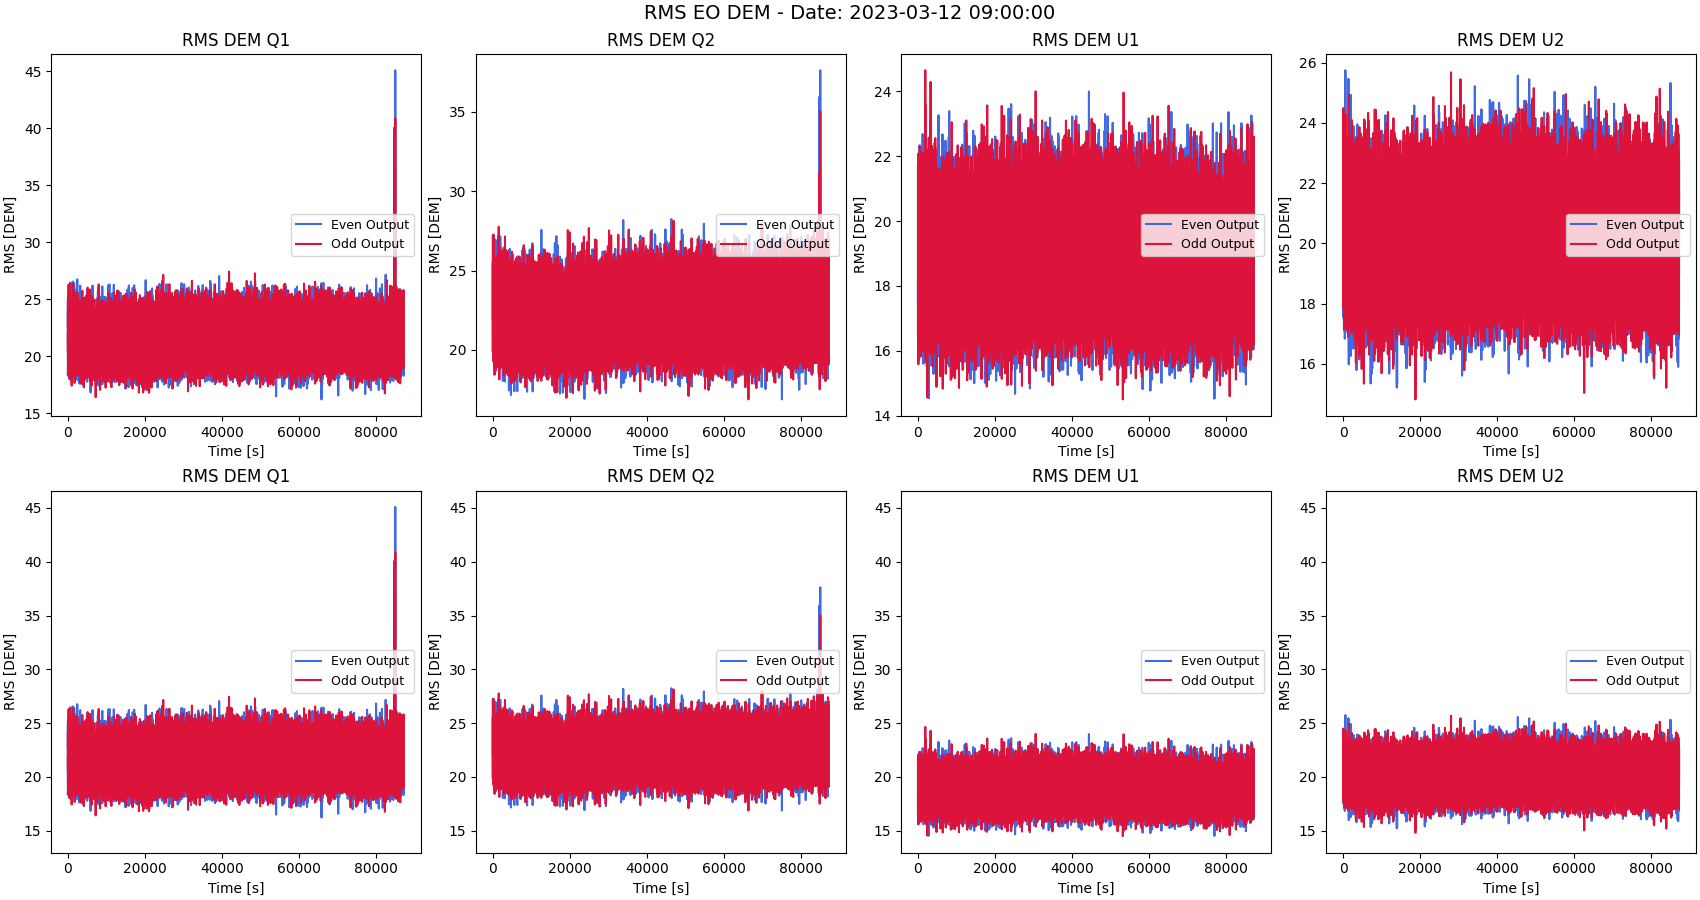 RMS EO DEM - Date: 2023-03-12 09:00:00
RMS DEM Q1
RMS [DEM]
45
40
35
30
25
20
15
Even Output
Odd Output
0 20000 40000 60000 80000
Time [s]
RMS DEM Q2
RMS [DEM]
35
30
25
20
Even Output
Odd Output
0 20000 40000 60000 80000
Time [s]
RMS DEM U1
RMS [DEM]
24
22
20
18
16
14
Even Output
Odd Output
0 20000 40000 60000 80000
Time [s]
RMS DEM U2
RMS [DEM]
26
24
22
20
18
16
Even Output
Odd Output
0 20000 40000 60000 80000
Time [s]
RMS DEM Q1
RMS [DEM]
45
40
35
30
25
20
15
Even Output
Odd Output
0 20000 40000 60000 80000
Time [s]
RMS DEM Q2
RMS [DEM]
45
40
35
30
25
20
15
Even Output
Odd Output
0 20000 40000 60000 80000
Time [s]
RMS DEM U1
RMS [DEM]
45
40
35
30
25
20
15
Even Output
Odd Output
0 20000 40000 60000 80000
Time [s]
RMS DEM U2
RMS [DEM]
45
40
35
30
25
20
15
Even Output
Odd Output
0 20000 40000 60000 80000
Time [s]